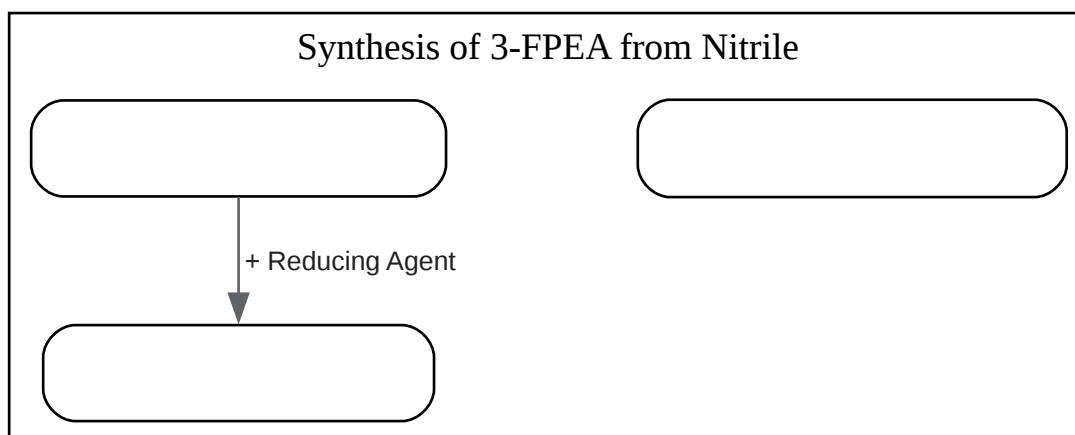 Synthesis of 3-FPEA from Nitrile
+ Reducing Agent